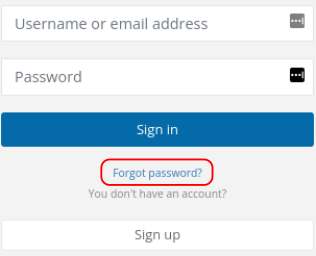 Username or email address
Password
Sign in
Forgot password?
You don't have an account?
Sign up